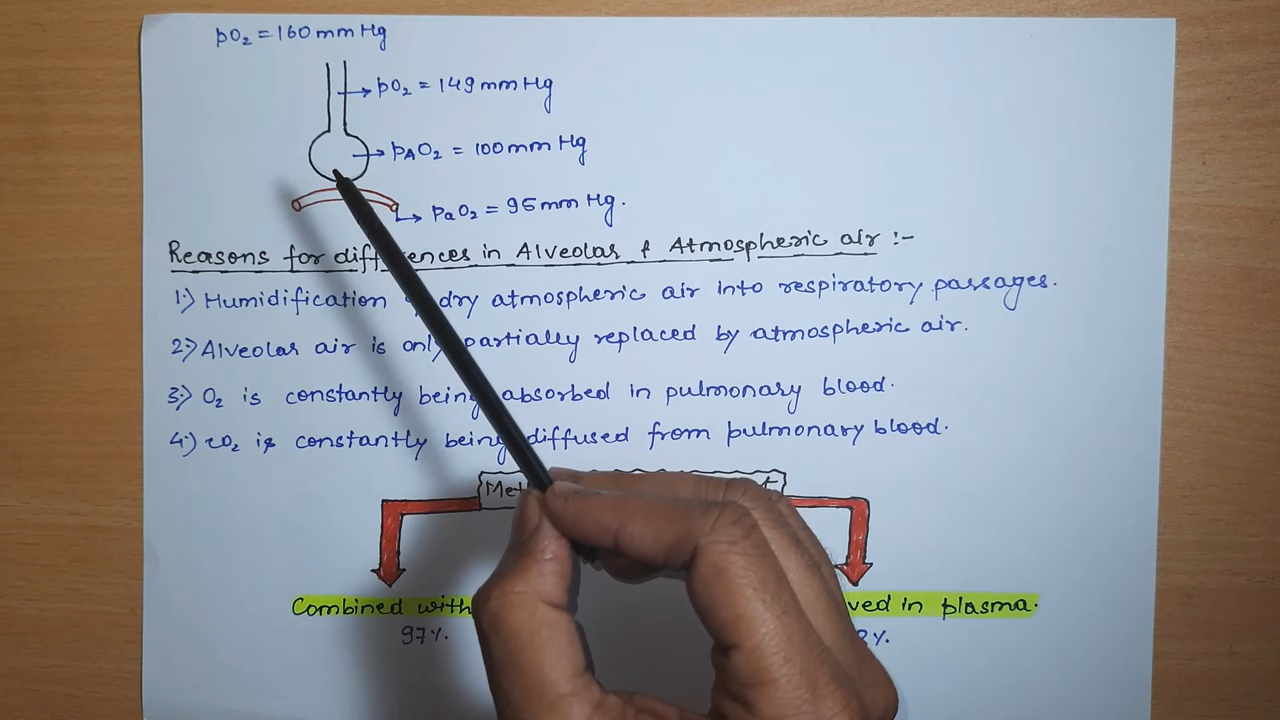 pO₂ = 160 mm Hg
pO₂ = 149 mm Hg
PAO₂ = 100 mm Hg
PaO₂ = 95 mm Hg.
Reasons for differences in Alveolar & Atmospheric air :-
1:) Humidification dry atmospheric air into respiratory passages.
2:) Alveolar air is only partially replaced by atmospheric air.
3:) O₂ is constantly being absorbed in pulmonary blood.
4:) CO₂ is constantly being diffused from pulmonary blood.
Met t
Combined with ved in plasma.
97%. %.